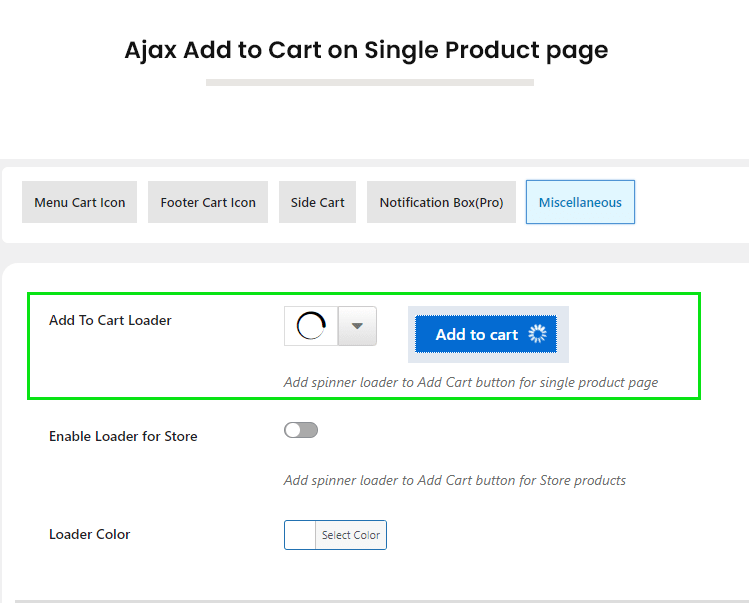 Ajax Add to Cart on Single Product page
Menu Cart Icon
Footer Cart Icon
Side Cart
Notification Box(Pro)
Miscellaneous
Add To Cart Loader
Add to cart
Add spinner loader to Add Cart button for single product page
Enable Loader for Store
Add spinner loader to Add Cart button for Store products
Loader Color
Select Color